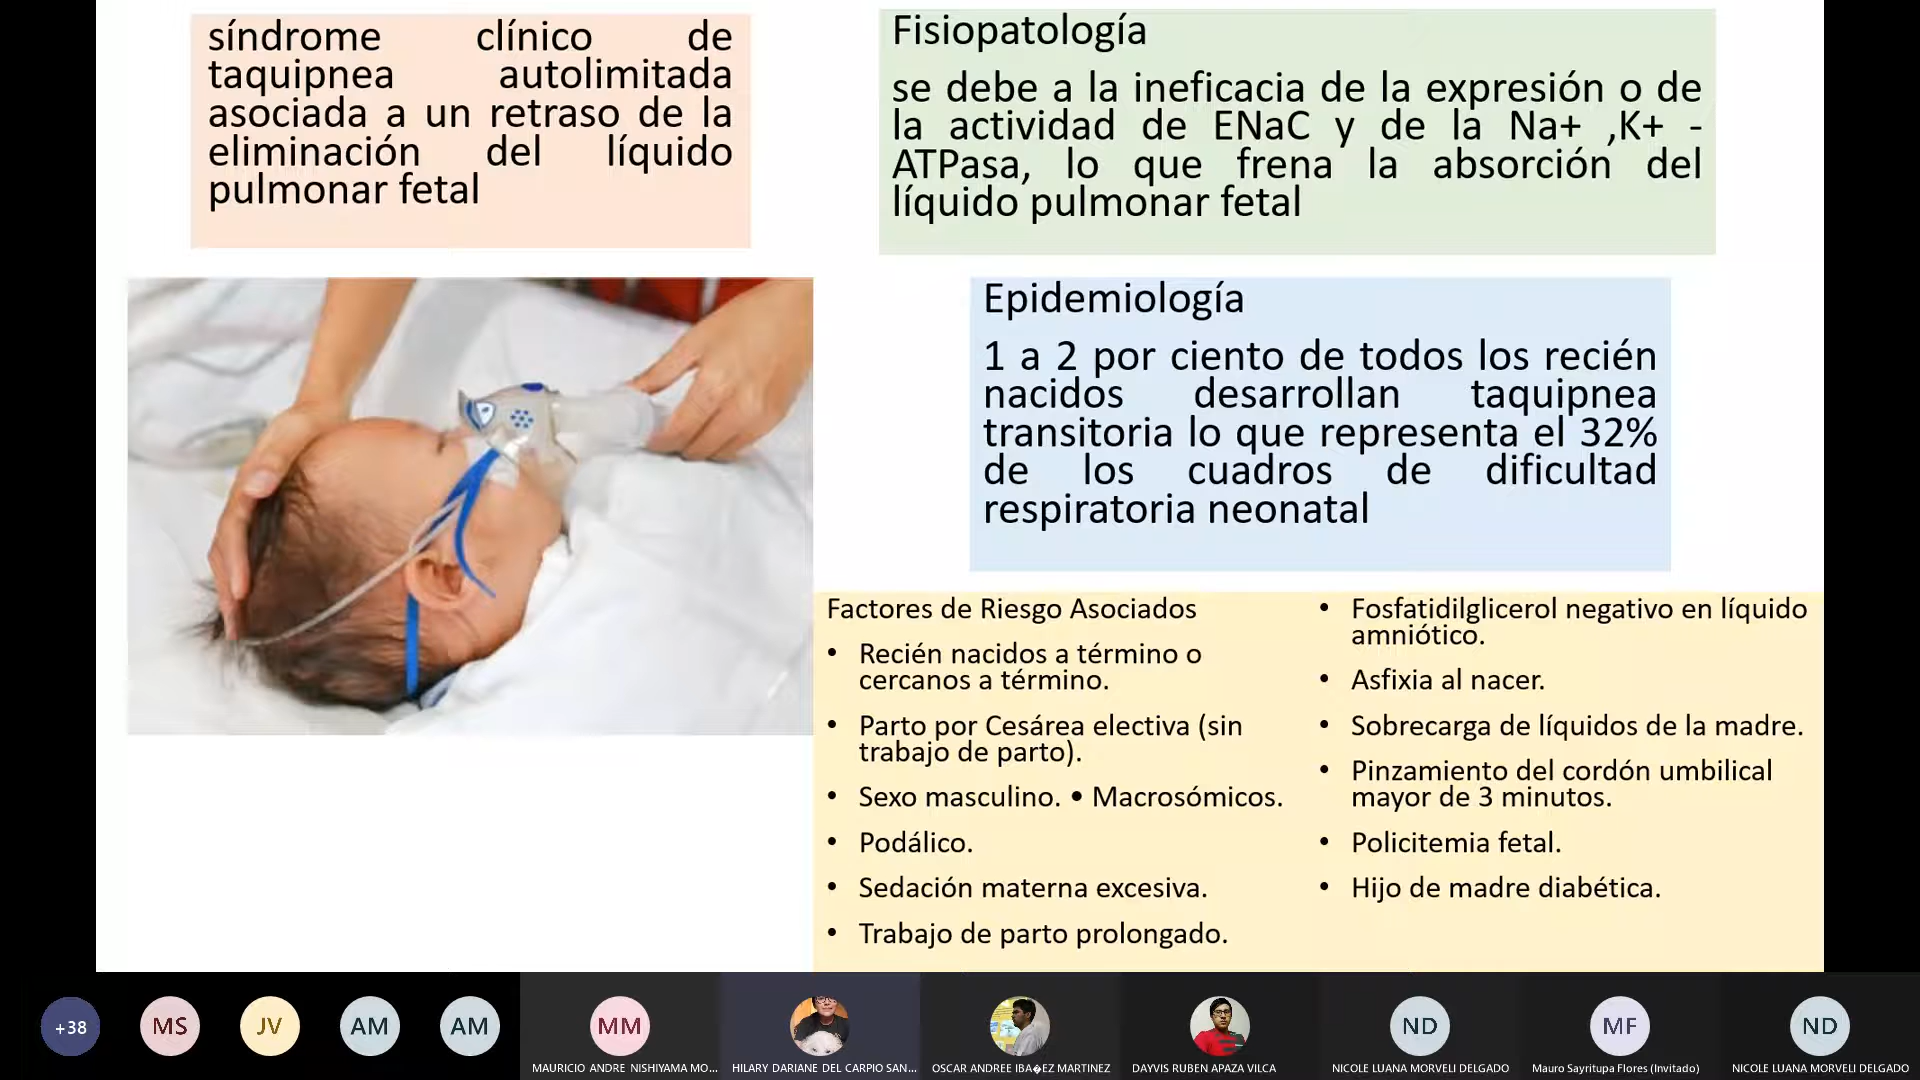 síndrome clínico de
taquipnea autolimitada
asociada a un retraso de la
eliminación del líquido
pulmonar fetal
Fisiopatología
se debe a la ineficacia de la expresión o de
la actividad de ENaC y de la Na+ ,K+ -
ATPasa, lo que frena la absorción del
líquido pulmonar fetal
Epidemiología
1 a 2 por ciento de todos los recién
nacidos desarrollan taquipnea
transitoria lo que representa el 32%
de los cuadros de dificultad
respiratoria neonatal
Factores de Riesgo Asociados
• Recién nacidos a término o
cercanos a término.
• Parto por Cesárea electiva (sin
trabajo de parto).
• Sexo masculino. • Macrosómicos.
• Podálico.
• Sedación materna excesiva.
• Trabajo de parto prolongado.
• Fosfatidilglicerol negativo en líquido
amniótico.
• Asfixia al nacer.
• Sobrecarga de líquidos de la madre.
• Pinzamiento del cordón umbilical
mayor de 3 minutos.
• Policitemia fetal.
• Hijo de madre diabética.
+38
MS
JV
AM
AM
MM
ND
MF
ND
MAURICIO ANDRE NISHIYAMA MO...
HILARY DARIANE DEL CARPIO SAN...
OSCAR ANDREE IBA�EZ MARTINEZ
DAYVIS RUBEN APAZA VILCA
NICOLE LUANA MORVELI DELGADO
Mauro Sayritupa Flores (Invitado)
NICOLE LUANA MORVELI DELGADO